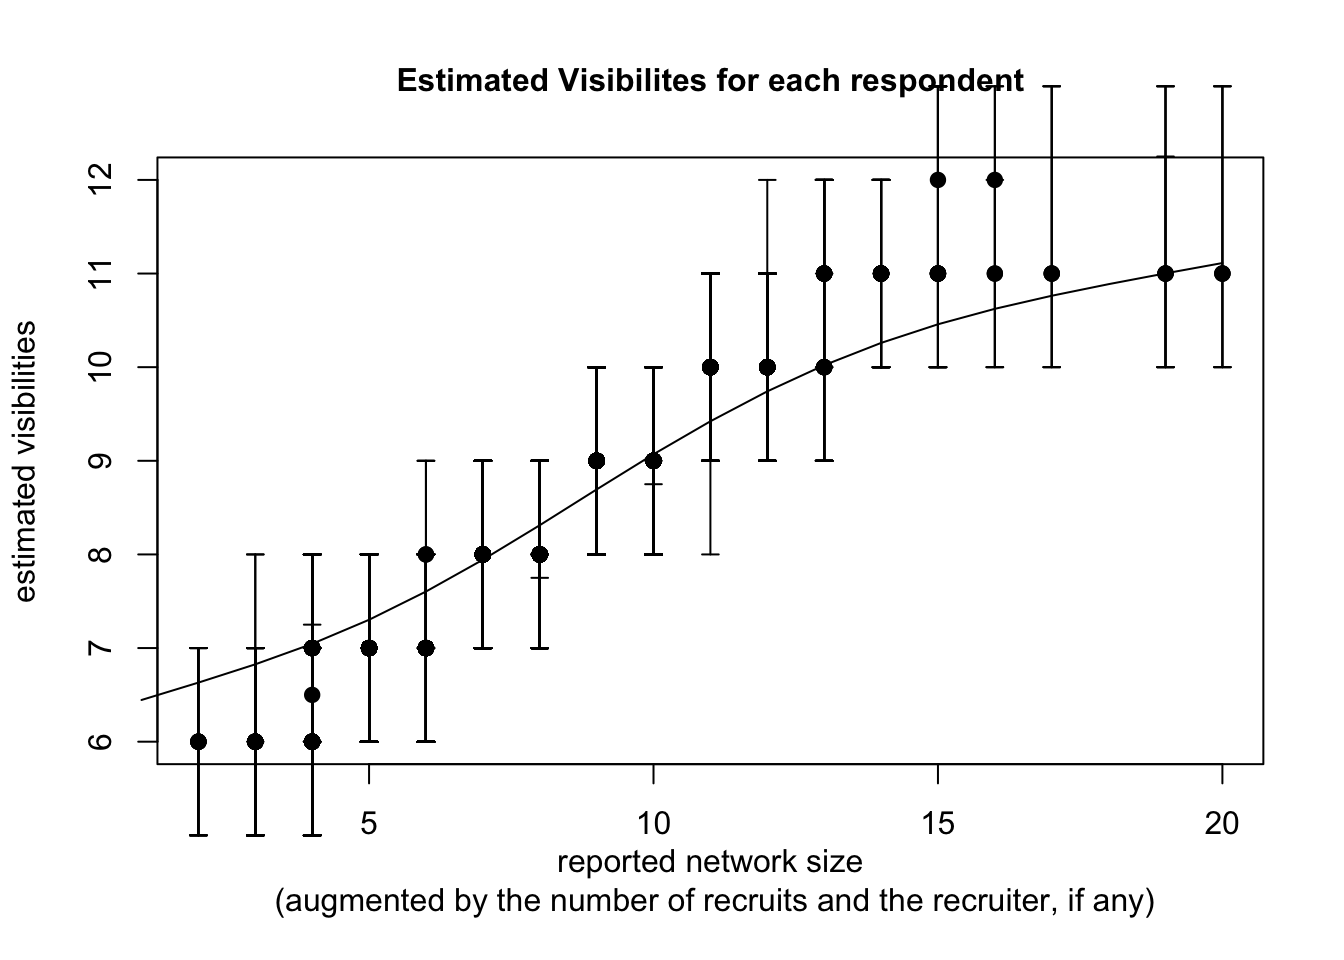 Estimated Visibilites for each respondent
12
11
10
9
8
7
6
estimated visibilities
5 10 15 20
reported network size
(augmented by the number of recruits and the recruiter, if any)